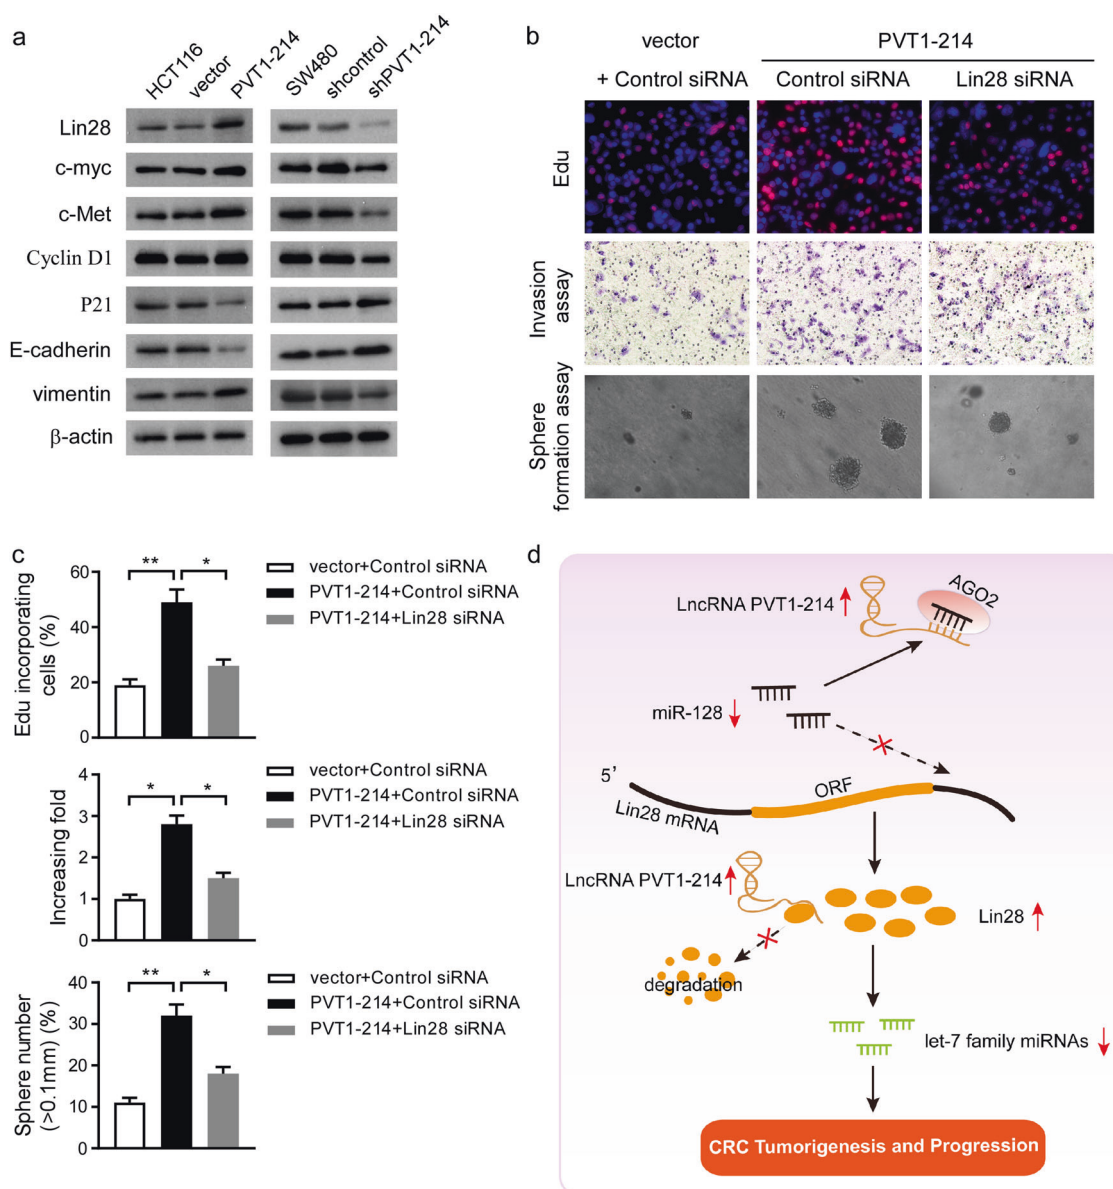 a
HCT116
vector
PVT1-214
SW480
shcontrol
shPVT1-214
Lin28
c-myc
c-Met
Cyclin D1
P21
E-cadherin
vimentin
β-actin
b
vector
PVT1-214
+ Control siRNA
Control siRNA
Lin28 siRNA
Edu
Invasion
assay
Sphere
formation assay
c
Edu incorporating
cells (%)
60
40
20
0
**
*
vector+Control siRNA
PVT1-214+Control siRNA
PVT1-214+Lin28 siRNA
Increasing fold
4
3
2
1
0
*
*
vector+Control siRNA
PVT1-214+Control siRNA
PVT1-214+Lin28 siRNA
Sphere number
(>0.1mm) (%)
40
30
20
10
0
**
*
vector+Control siRNA
PVT1-214+Control siRNA
PVT1-214+Lin28 siRNA
d
LncRNA PVT1-214
AGO2
miR-128
5’
ORF
Lin28 mRNA
LncRNA PVT1-214
Lin28
degradation
let-7 family miRNAs
CRC Tumorigenesis and Progression